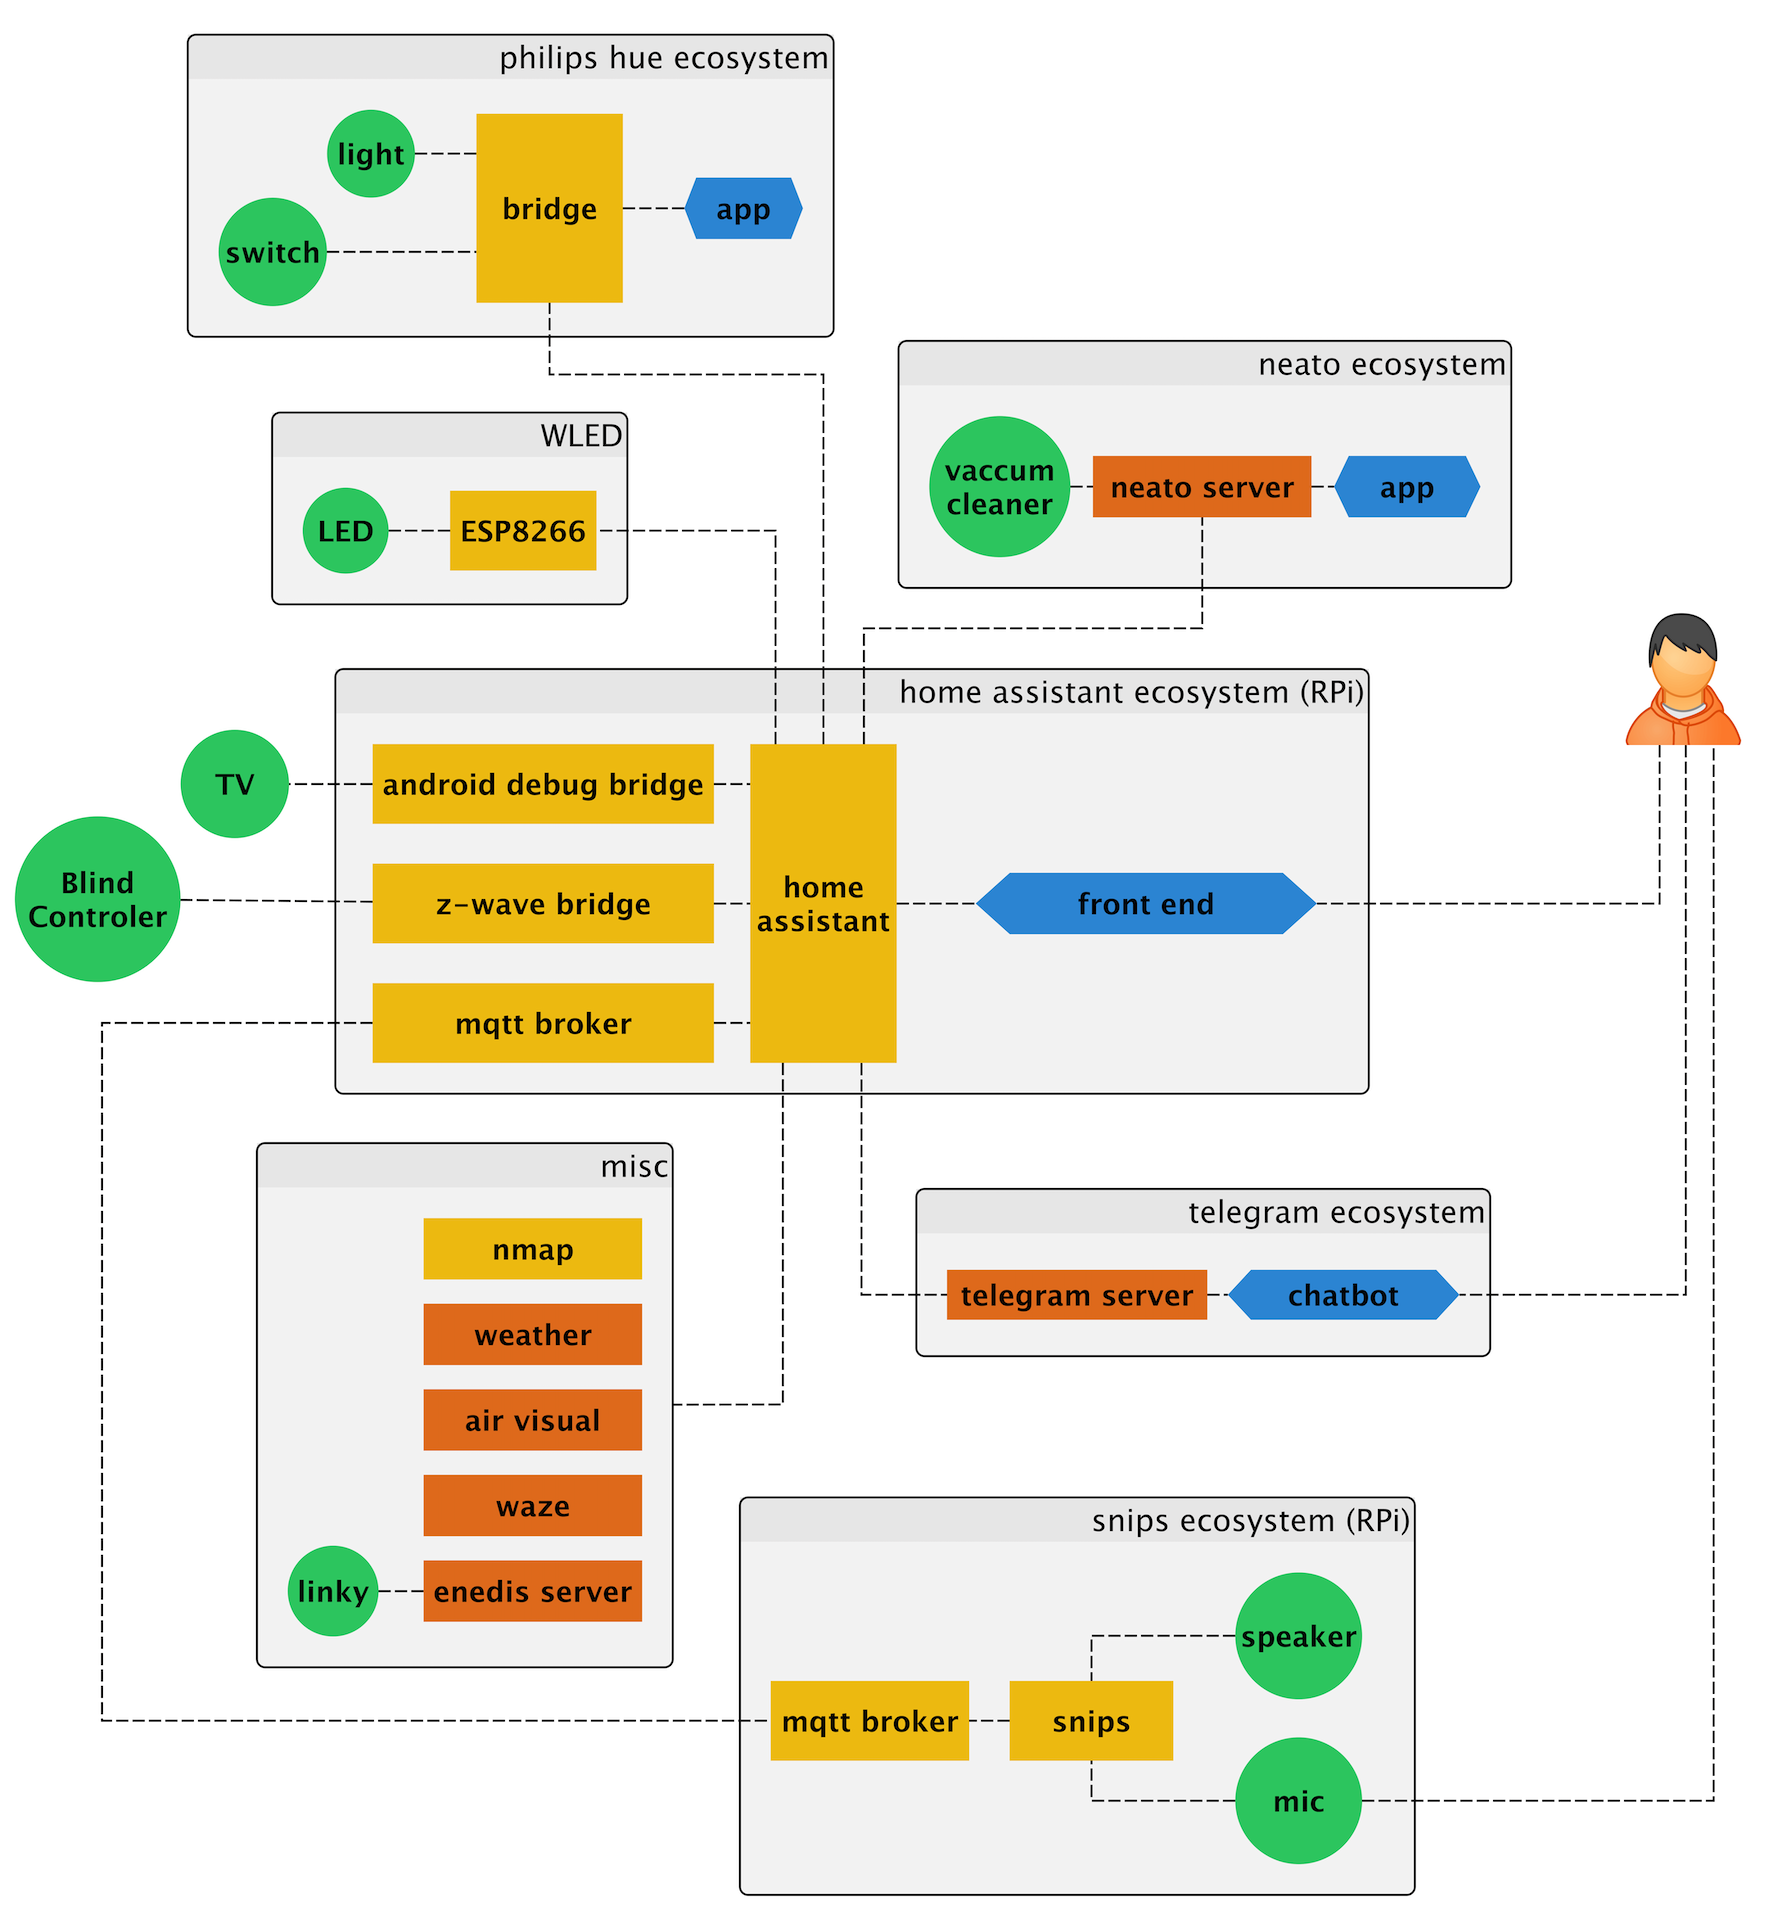 philips hue ecosystem
light
bridge
app
switch
neato ecosystem
vaccum
cleaner
neato server
app
WLED
LED
ESP8266
home assistant ecosystem (RPi)
TV
android debug bridge
Blind
Controler
z-wave bridge
home
assistant
front end
mqtt broker
misc
nmap
weather
air visual
waze
linky
enedis server
telegram ecosystem
telegram server
chatbot
snips ecosystem (RPi)
speaker
mqtt broker
snips
mic